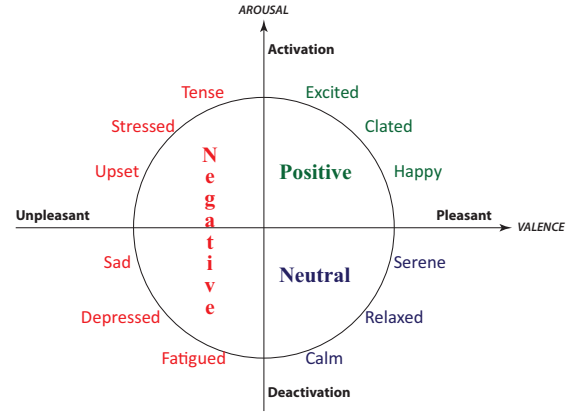 AROUSAL
Activation
Tense
Excited
Stressed
Clated
Upset
Negative
Positive
Happy
Unpleasant
Pleasant
VALENCE
Sad
Neutral
Serene
Depressed
Relaxed
Fatigued
Calm
Deactivation